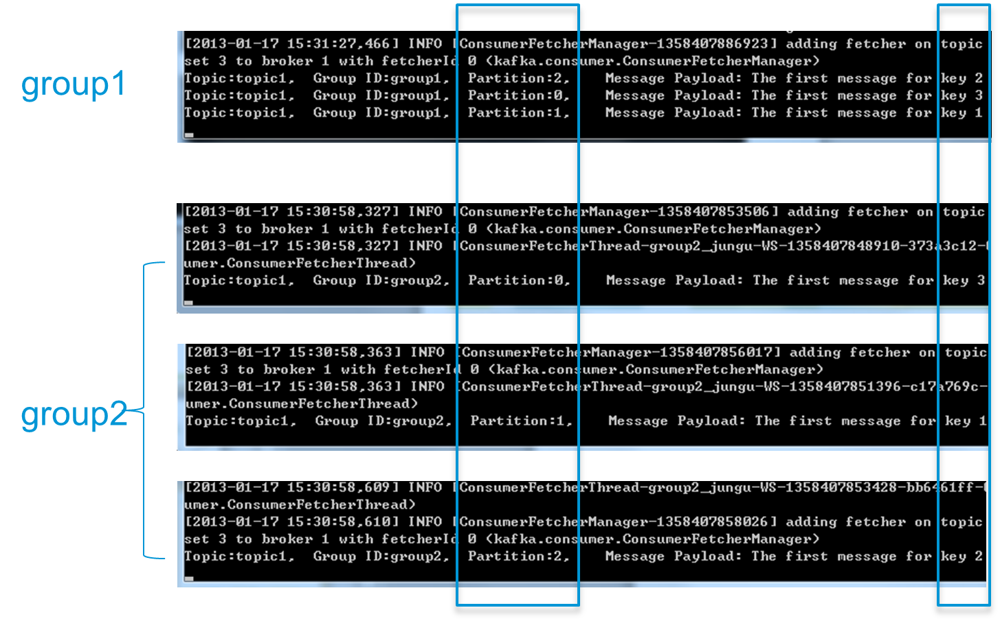 group1
[2013-01-17 15:31:27,466] INFO [ConsumerFetcherManager-1358407886923] adding fetcher on topic
set 3 to broker 1 with fetcherId 0 (kafka.consumer.ConsumerFetcherManager)
Topic:topic1, Group ID:group1, Partition:2, Message Payload: The first message for key 2
Topic:topic1, Group ID:group1, Partition:0, Message Payload: The first message for key 3
Topic:topic1, Group ID:group1, Partition:1, Message Payload: The first message for key 1
group2
[2013-01-17 15:30:58,327] INFO [ConsumerFetcherManager-1358407853506] adding fetcher on topic
set 3 to broker 1 with fetcherId 0 (kafka.consumer.ConsumerFetcherManager)
[2013-01-17 15:30:58,327] INFO [ConsumerFetcherThread-group2_jungu-WS-1358407848910-373a3c12-
umer.ConsumerFetcherThread)
Topic:topic1, Group ID:group2, Partition:0, Message Payload: The first message for key 3
[2013-01-17 15:30:58,363] INFO [ConsumerFetcherManager-1358407856017] adding fetcher on topic
set 3 to broker 1 with fetcherId 0 (kafka.consumer.ConsumerFetcherManager)
[2013-01-17 15:30:58,363] INFO [ConsumerFetcherThread-group2_jungu-WS-1358407851396-c17a769c-
umer.ConsumerFetcherThread)
Topic:topic1, Group ID:group2, Partition:1, Message Payload: The first message for key 1
[2013-01-17 15:30:58,609] INFO [ConsumerFetcherThread-group2_jungu-WS-1358407853428-bb6461ff-
umer.ConsumerFetcherThread)
[2013-01-17 15:30:58,610] INFO [ConsumerFetcherManager-1358407858026] adding fetcher on topic
set 3 to broker 1 with fetcherId 0 (kafka.consumer.ConsumerFetcherManager)
Topic:topic1, Group ID:group2, Partition:2, Message Payload: The first message for key 2